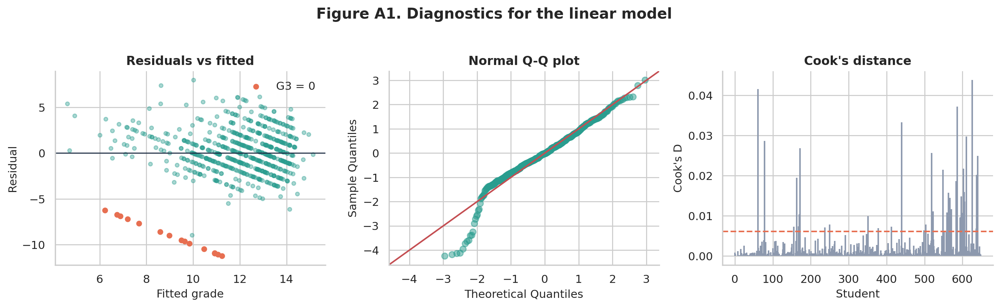 Figure A1. Diagnostics for the linear model
Residuals vs fitted
G3 = 0
5
0
−5
−10
Residual
6 8 10 12 14
Fitted grade
Normal Q-Q plot
3
2
1
0
−1
−2
−3
−4
Sample Quantiles
−4 −3 −2 −1 0 1 2 3
Theoretical Quantiles
Cook's distance
0.04
0.03
0.02
0.01
0.00
Cook's D
0 100 200 300 400 500 600
Student